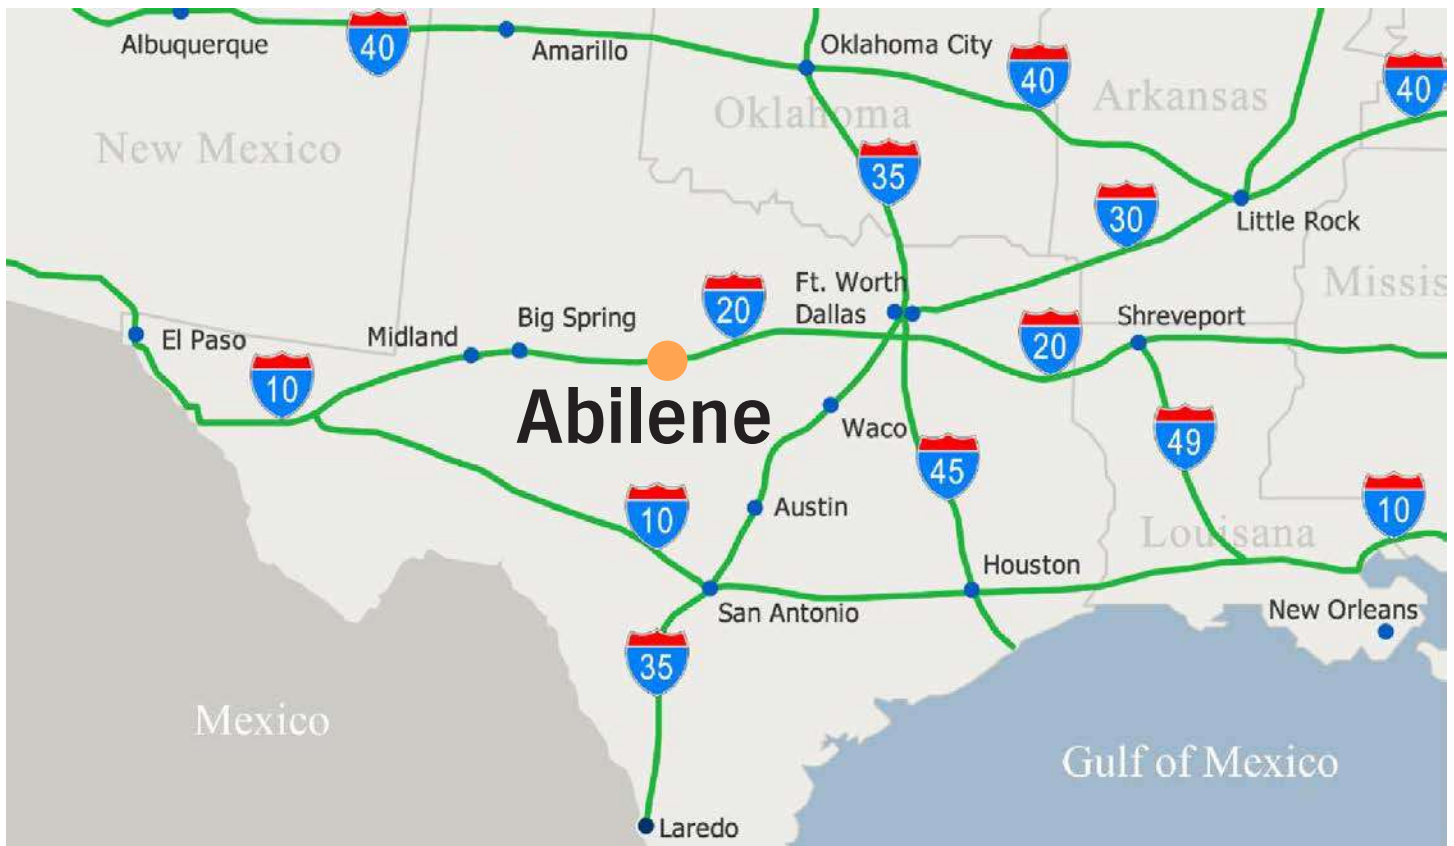 Albuquerque
40
Amarillo
Oklahoma City
40
Arkansas
40
Oklahoma
New Mexico
35
30
Little Rock
Ft. Worth
Dallas
Missis
20
Big Spring
Midland
El Paso
10
Shreveport
20
Abilene
Waco
49
45
10
Austin
10
Louisiana
Houston
San Antonio
New Orleans
35
Mexico
Gulf of Mexico
Laredo